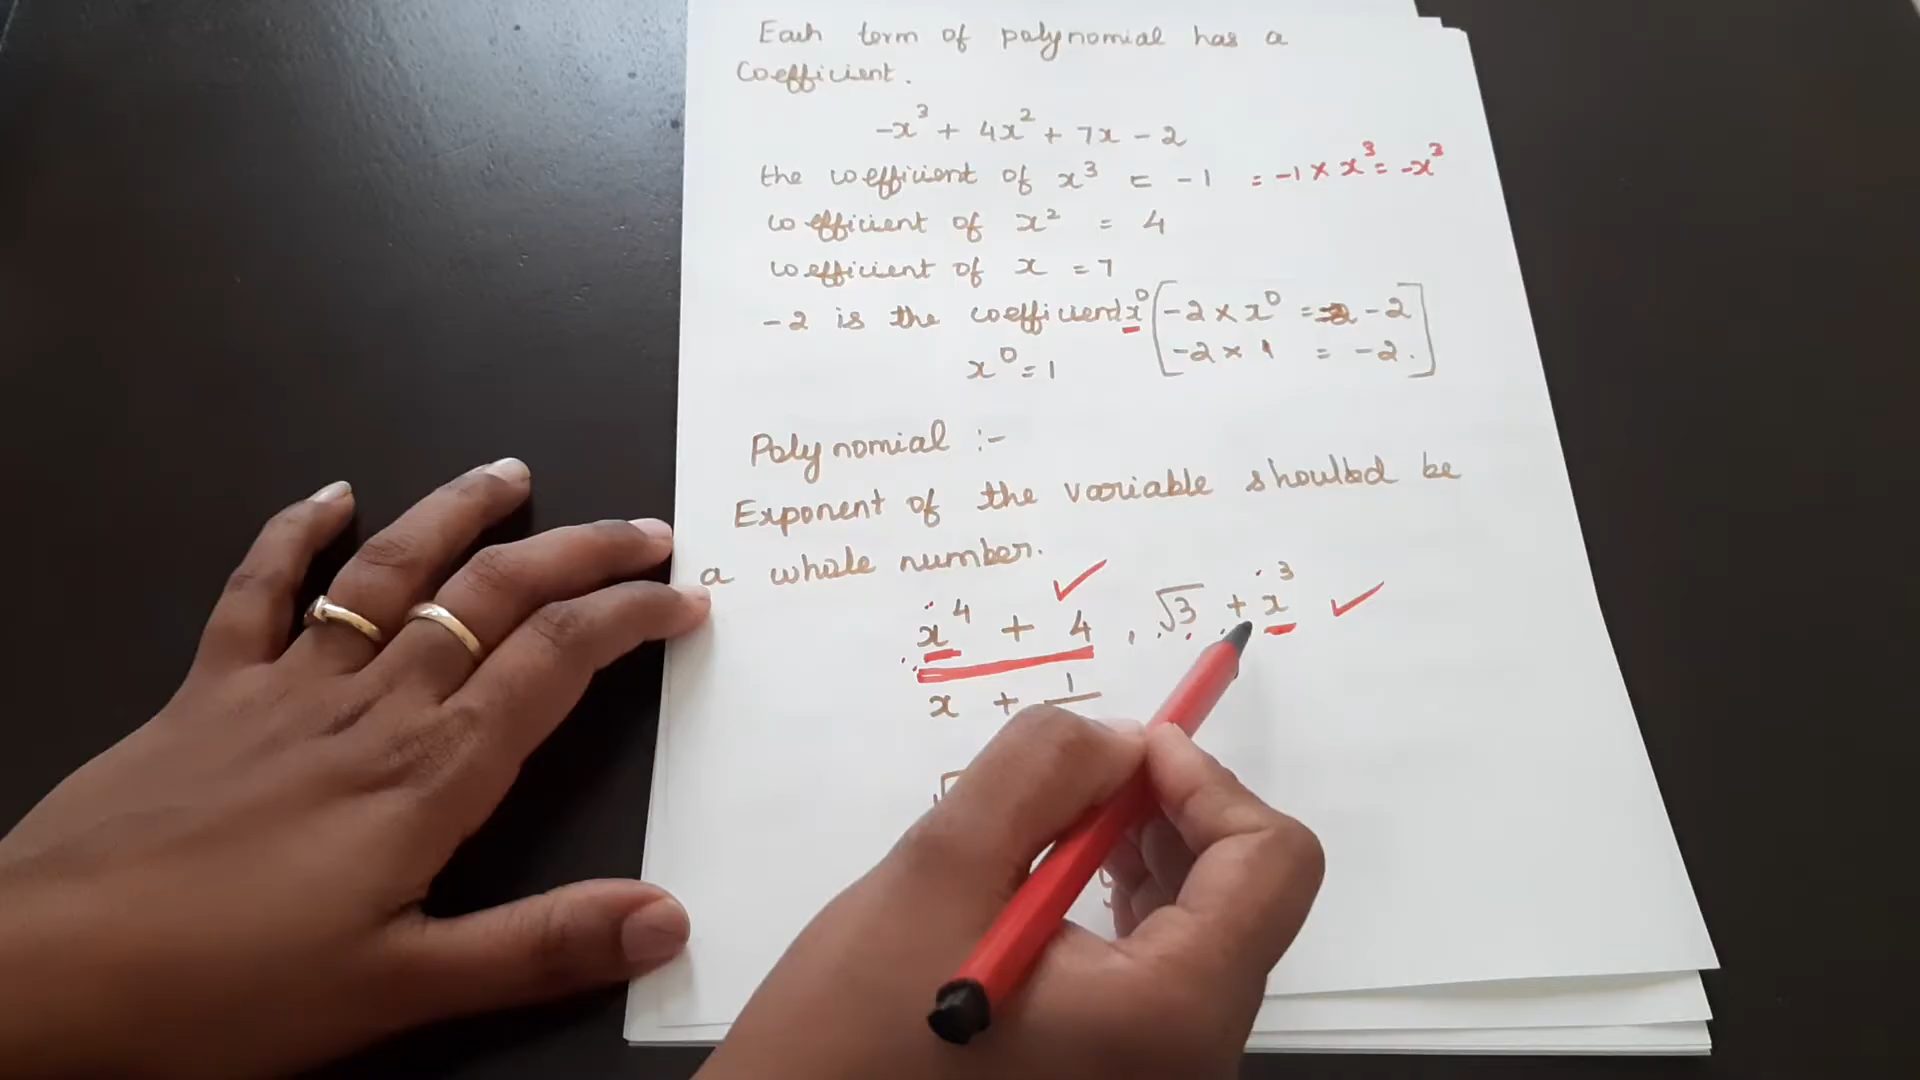 Each term of polynomial has a
Coefficient.
-x³ + 4x² + 7x - 2
the coefficient of x³ = -1 = -1 × x³ = -x³
coefficient of x² = 4
coefficient of x = 7
-2 is the coefficient x⁰ [-2 × x⁰ = -2
-2 × 1 = -2.]
x⁰ = 1
Polynomial :-
Exponent of the variable should be
a whole number.
x⁴ + 4 ✓, √3 + x³ ✓
x + 1